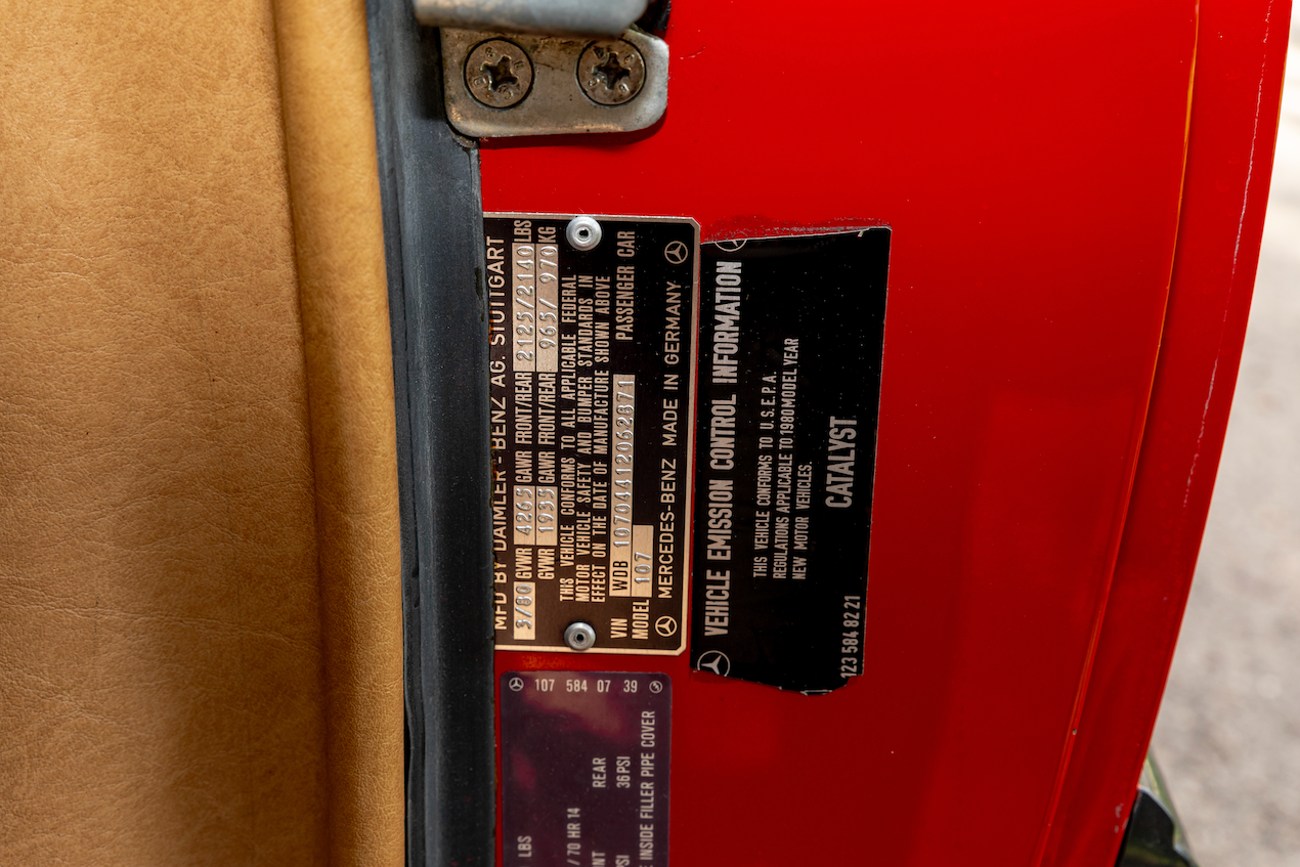 MFD BY DAIMLER-BENZ AG. STUTTGART
3/80 GVWR 4265 GAWR FRONT/REAR 2125/2140 LBS
GVWR 1935 GAWR FRONT/REAR 965/ 970 KG
THIS VEHICLE CONFORMS TO ALL APPLICABLE FEDERAL
MOTOR VEHICLE SAFETY AND BUMPER STANDARDS IN
EFFECT ON THE DATE OF MANUFACTURE SHOWN ABOVE
VIN WDB 10704412062871 PASSENGER CAR
MODEL 107
MERCEDES-BENZ MADE IN GERMANY
VEHICLE EMISSION CONTROL INFORMATION
THIS VEHICLE CONFORMS TO U.S.E.P.A.
REGULATIONS APPLICABLE TO 1980 MODEL YEAR
NEW MOTOR VEHICLES.
CATALYST
123 584 82 21
107 584 07 39
LBS
/ 70 HR 14
REAR
36 PSI
INSIDE FILLER PIPE COVER